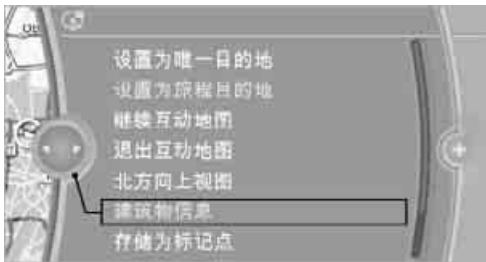 设置为唯一目的地
设置为旅程目的地
继续互动地图
退出互动地图
北方向上视图
建筑物信息
存储为标记点